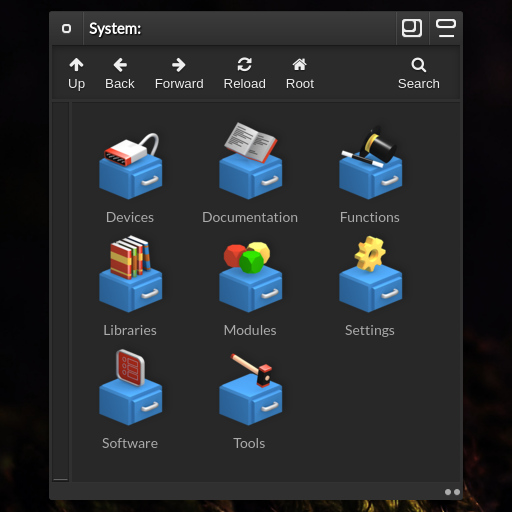 System:
Up Back Forward Reload Root Search
Devices Documentation Functions
Libraries Modules Settings
Software Tools